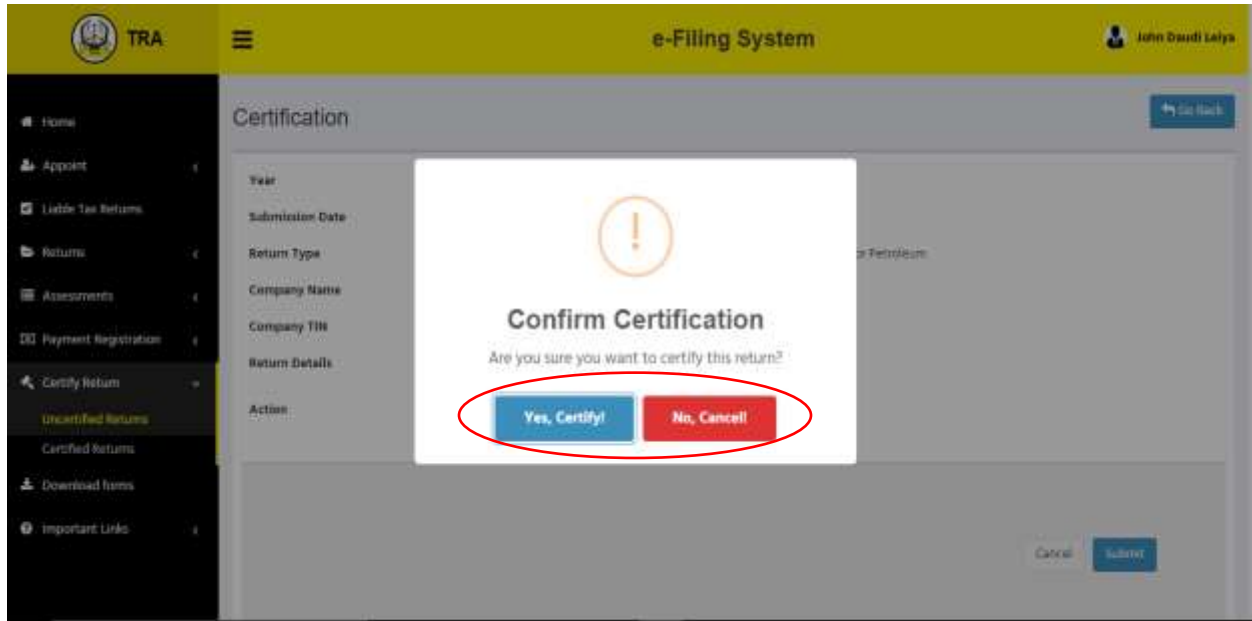 TRA
e-Filing System
John Daudi Lelya
Home
Appoint
Liable Tax Returns
Returns
Assessments
Payment Registration
Certify Return
Uncertified Returns
Certified Returns
Download forms
Important Links
Certification
Go Back
Year
Submission Date
Return Type
or Petroleum
Company Name
Company TIN
Return Details
Action
Confirm Certification
Are you sure you want to certify this return?
Yes, Certify!
No, Cancel!
Cancel
Submit